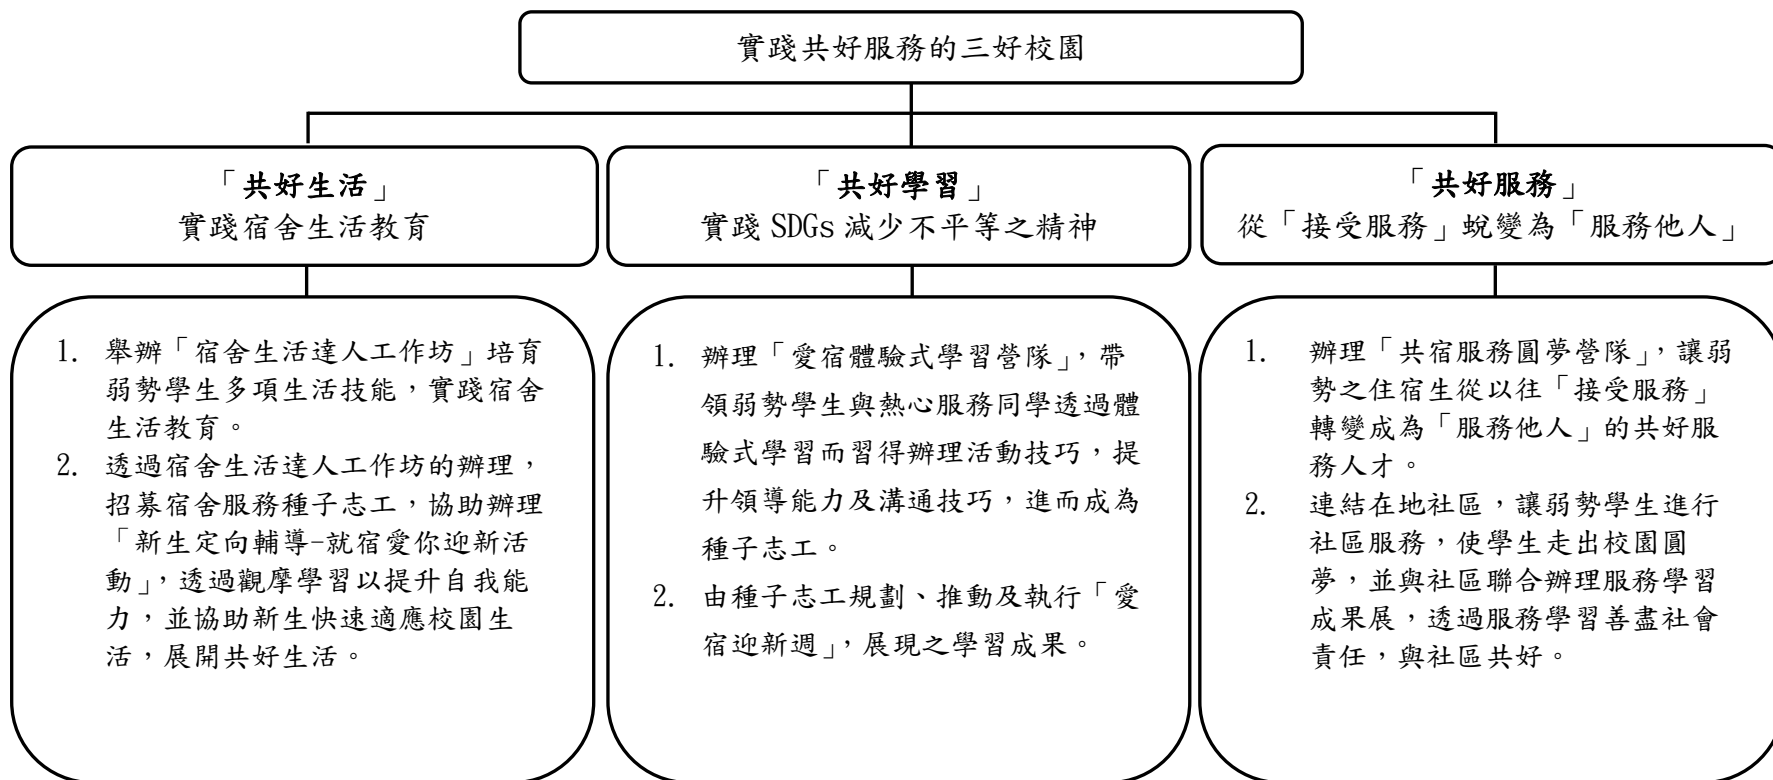 實踐共好服務的三好校園
「共好生活」
實踐宿舍生活教育
「共好學習」
實踐 SDGs 減少不平等之精神
「共好服務」
從「接受服務」蛻變為「服務他人」
1. 舉辦「宿舍生活達人工作坊」培育
弱勢學生多項生活技能，實踐宿舍
生活教育。
2. 透過宿舍生活達人工作坊的辦理，
招募宿舍服務種子志工，協助辦理
「新生定向輔導-就宿愛你迎新活
動」，透過觀摩學習以提升自我能
力，並協助新生快速適應校園生
活，展開共好生活。
1. 辦理「愛宿體驗式學習營隊」，帶
領弱勢學生與熱心服務同學透過體
驗式學習而習得辦理活動技巧，提
升領導能力及溝通技巧，進而成為
種子志工。
2. 由種子志工規劃、推動及執行「愛
宿迎新週」，展現之學習成果。
1. 辦理「共宿服務圓夢營隊」，讓弱
勢之住宿生從以往「接受服務」
轉變成為「服務他人」的共好服
務人才。
2. 連結在地社區，讓弱勢學生進行
社區服務，使學生走出校園圓
夢，並與社區聯合辦理服務學習
成果展，透過服務學習善盡社會
責任，與社區共好。